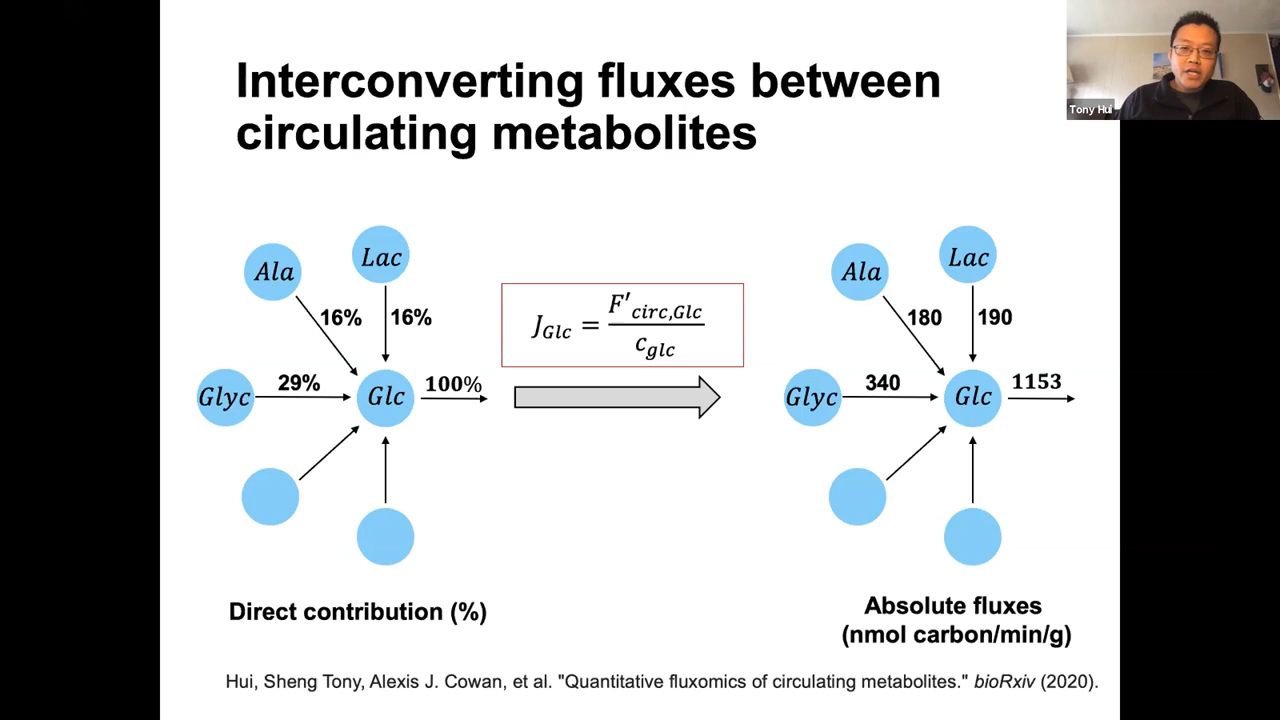 Interconverting fluxes between
circulating metabolites
Tony Hui
Ala
Lac
16%
16%
Glyc
29%
Glc
100%
Direct contribution (%)
J_Glc = F'_circ,Glc / c_glc
Ala
Lac
180
190
Glyc
340
Glc
1153
Absolute fluxes
(nmol carbon/min/g)
Hui, Sheng Tony, Alexis J. Cowan, et al. "Quantitative fluxomics of circulating metabolites." bioRxiv (2020).